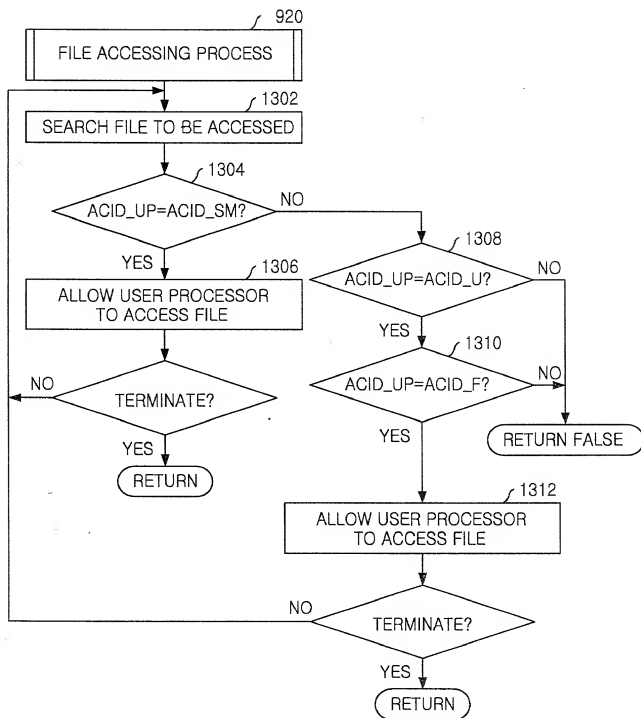 920
FILE ACCESSING PROCESS
1302
SEARCH FILE TO BE ACCESSED
1304
ACID_UP=ACID_SM?
NO
YES
1306
ALLOW USER PROCESSOR
TO ACCESS FILE
1308
ACID_UP=ACID_U?
NO
YES
1310
ACID_UP=ACID_F?
NO
YES
NO
TERMINATE?
YES
RETURN
RETURN FALSE
1312
ALLOW USER PROCESSOR
TO ACCESS FILE
NO
TERMINATE?
YES
RETURN